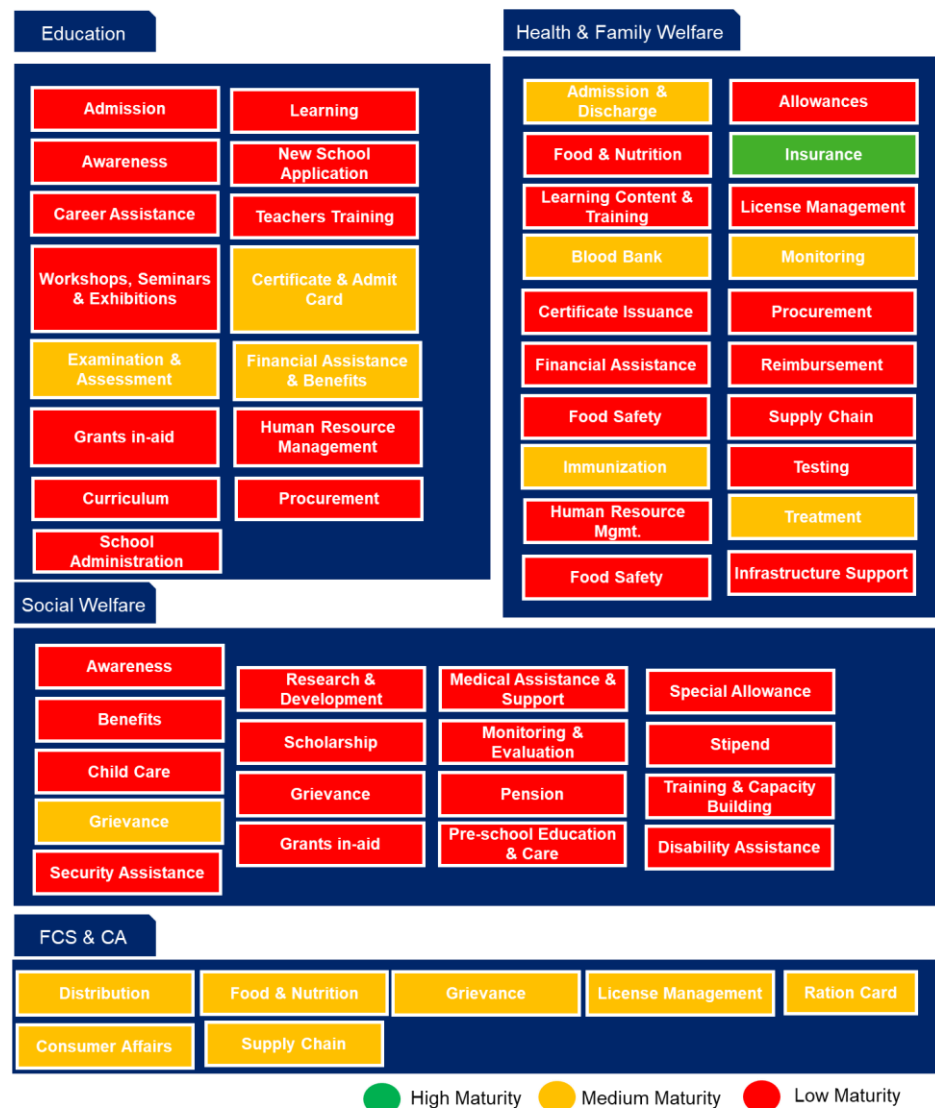 Education
Admission
Learning
Awareness
New School
Application
Career Assistance
Teachers Training
Workshops, Seminars
& Exhibitions
Certificate & Admit
Card
Examination &
Assessment
Financial Assistance
& Benefits
Grants in-aid
Human Resource
Management
Curriculum
Procurement
School
Administration
Health & Family Welfare
Admission &
Discharge
Allowances
Food & Nutrition
Insurance
Learning Content &
Training
License Management
Blood Bank
Monitoring
Certificate Issuance
Procurement
Financial Assistance
Reimbursement
Food Safety
Supply Chain
Immunization
Testing
Human Resource
Mgmt.
Treatment
Food Safety
Infrastructure Support
Social Welfare
Awareness
Benefits
Child Care
Grievance
Security Assistance
Research &
Development
Scholarship
Grievance
Grants in-aid
Medical Assistance &
Support
Monitoring &
Evaluation
Pension
Pre-school Education
& Care
Special Allowance
Stipend
Training & Capacity
Building
Disability Assistance
FCS & CA
Distribution
Food & Nutrition
Grievance
License Management
Ration Card
Consumer Affairs
Supply Chain
High Maturity
Medium Maturity
Low Maturity